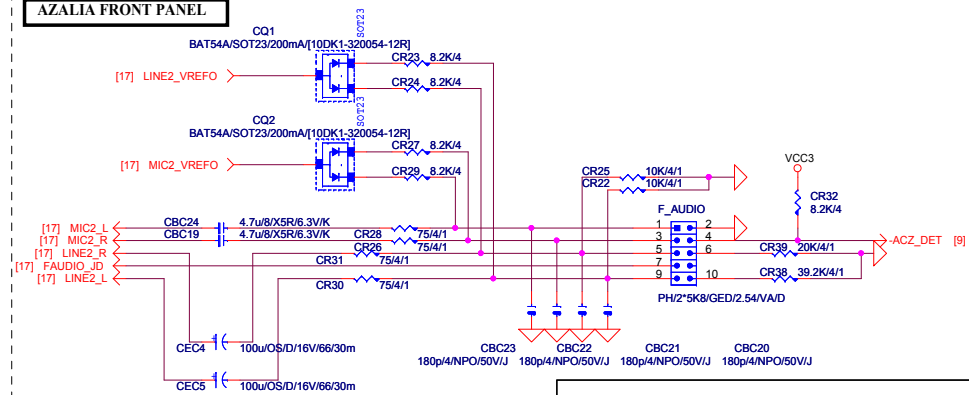 AZALIA FRONT PANEL
CQ1
BAT54A/SOT23/200mA/[10DK1-320054-12R]
SOT23
CR23 8.2K/4
[17] LINE2_VREFO
CR24 8.2K/4
SOT23
CQ2
BAT54A/SOT23/200mA/[10DK1-320054-12R]
CR27 8.2K/4
[17] MIC2_VREFO
CR29 8.2K/4
VCC3
CR25 10K/4/1
CR22 10K/4/1
CR32
8.2K/4
F_AUDIO
[17] MIC2_L
CBC24 4.7u/8/X5R/6.3V/K
1 2
[17] MIC2_R
CBC19 4.7u/8/X5R/6.3V/K
CR28 75/4/1
3 4
-ACZ_DET [9]
[17] LINE2_R
CR26 75/4/1
5 6
CR39 20K/4/1
[17] FAUDIO_JD
CR31 75/4/1
7
[17] LINE2_L
CR30 75/4/1
9 10
CR38 39.2K/4/1
PH/2*5K8/GED/2.54/VA/D
CEC4 100u/OS/D/16V/66/30m
CBC23
180p/4/NPO/50V/J
CBC22
180p/4/NPO/50V/J
CBC21
180p/4/NPO/50V/J
CBC20
180p/4/NPO/50V/J
CEC5 100u/OS/D/16V/66/30m